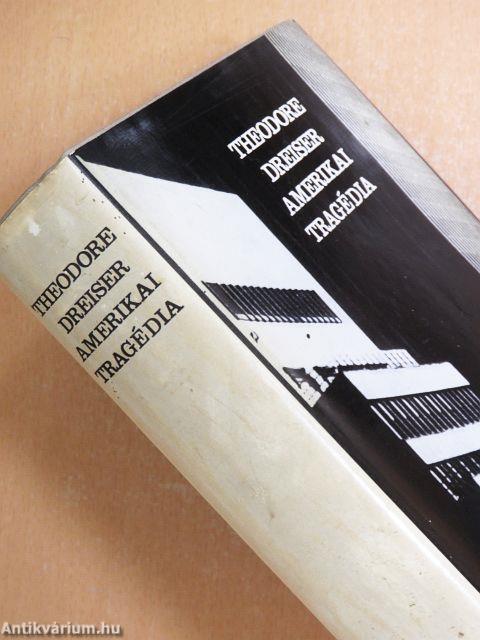 THEODORE
DREISER
AMERIKAI
TRAGÉDIA
THEODORE
DREISER
AMERIKAI
TRAGÉDIA
Antikvárium.hu